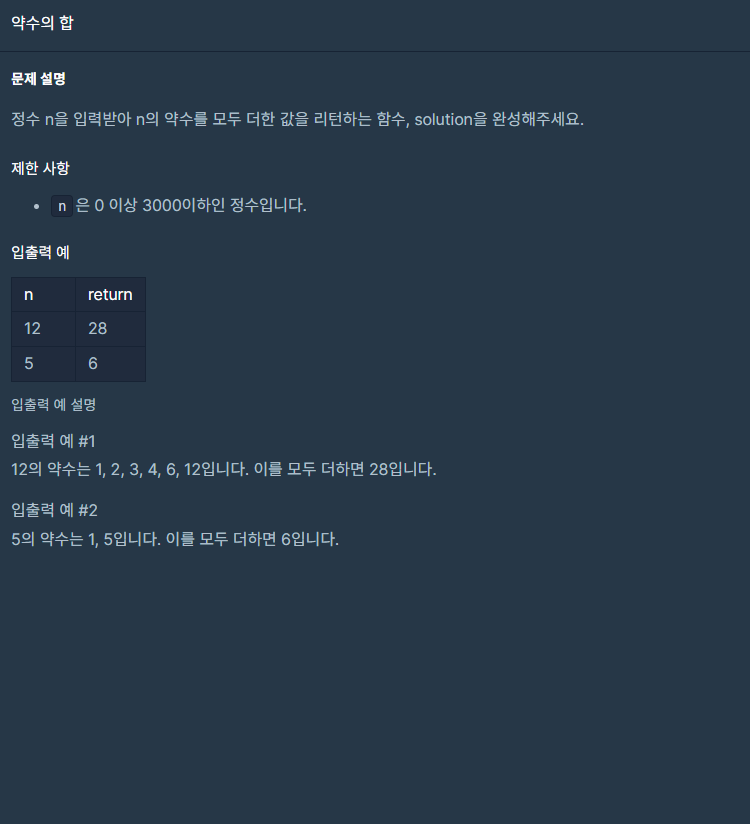 약수의 합
문제 설명
정수 n을 입력받아 n의 약수를 모두 더한 값을 리턴하는 함수, solution을 완성해주세요.
제한 사항
• n 은 0 이상 3000이하인 정수입니다.
입출력 예
n return
12 28
5 6
입출력 예 설명
입출력 예 #1
12의 약수는 1, 2, 3, 4, 6, 12입니다. 이를 모두 더하면 28입니다.
입출력 예 #2
5의 약수는 1, 5입니다. 이를 모두 더하면 6입니다.